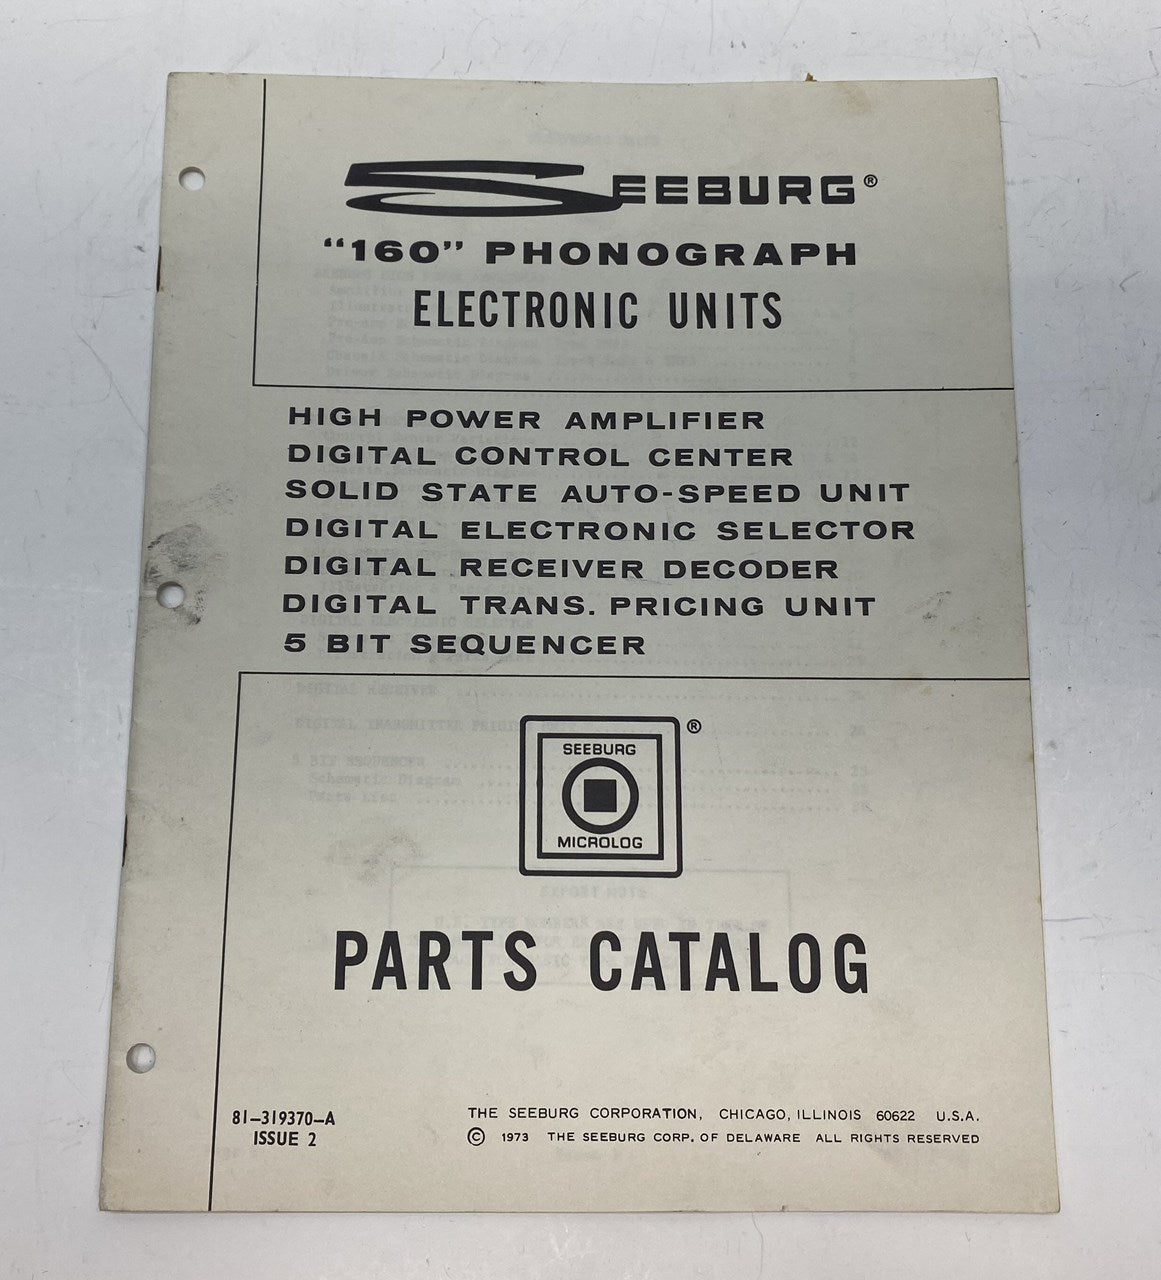 SEEBURG®
"160" PHONOGRAPH
ELECTRONIC UNITS
HIGH POWER AMPLIFIER
DIGITAL CONTROL CENTER
SOLID STATE AUTO-SPEED UNIT
DIGITAL ELECTRONIC SELECTOR
DIGITAL RECEIVER DECODER
DIGITAL TRANS. PRICING UNIT
5 BIT SEQUENCER
SEEBURG ®
MICROLOG
PARTS CATALOG
81-319370-A
ISSUE 2
THE SEEBURG CORPORATION, CHICAGO, ILLINOIS 60622 U.S.A.
© 1973 THE SEEBURG CORP. OF DELAWARE ALL RIGHTS RESERVED